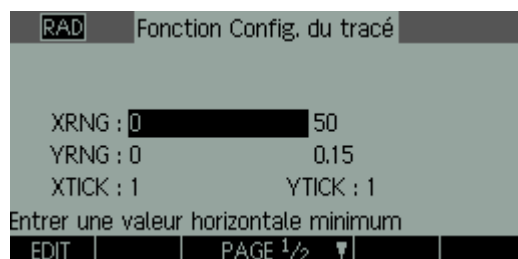 RAD Fonction Config. du tracé
XRNG : 0 50
YRNG : 0 0.15
XTICK : 1 YTICK : 1
Entrer une valeur horizontale minimum
EDIT PAGE 1/2 ▼